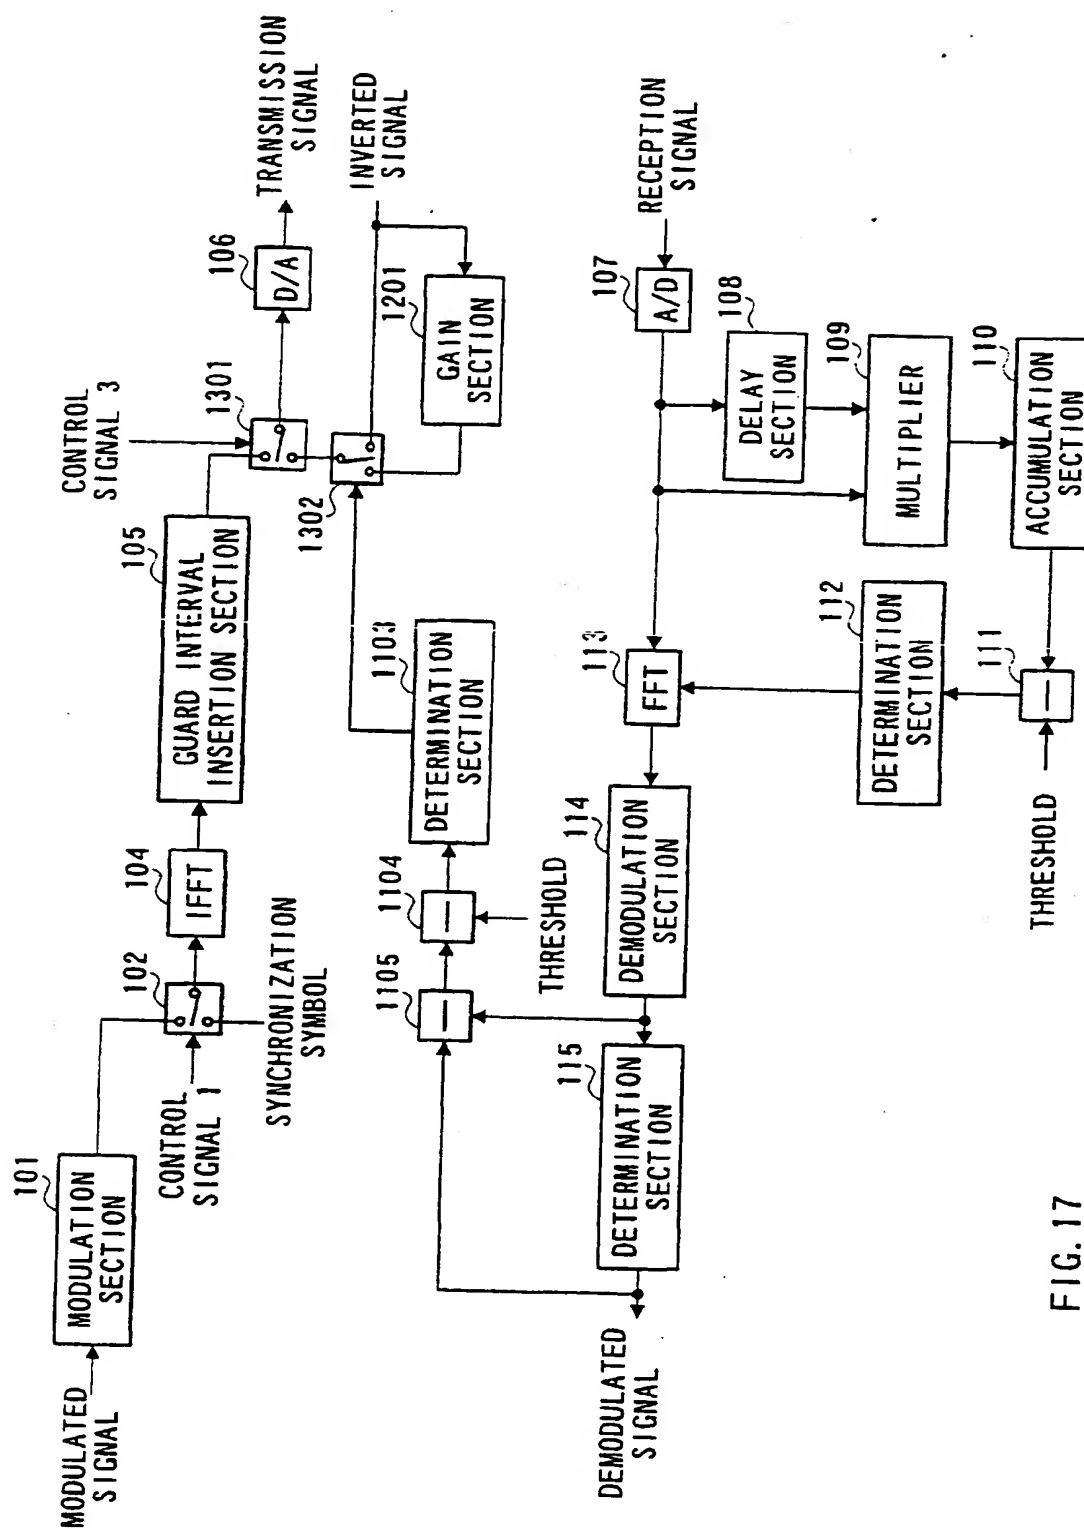 MODULATED
SIGNAL
101
MODULATION
SECTION
CONTROL
SIGNAL 1
102
SYNCHRONIZATION
SYMBOL
104
IFFT
105
GUARD INTERVAL
INSERTION SECTION
CONTROL
SIGNAL 3
1301
106
D/A
TRANSMISSION
SIGNAL
1302
INVERTED
SIGNAL
1201
GAIN
SECTION
1105
1104
THRESHOLD
1103
DETERMINATION
SECTION
DEMODULATED
SIGNAL
115
DETERMINATION
SECTION
114
DEMODULATION
SECTION
113
FFT
107
A/D
RECEPTION
SIGNAL
108
DELAY
SECTION
109
MULTIPLIER
110
ACCUMULATION
SECTION
112
DETERMINATION
SECTION
111
THRESHOLD
FIG. 17